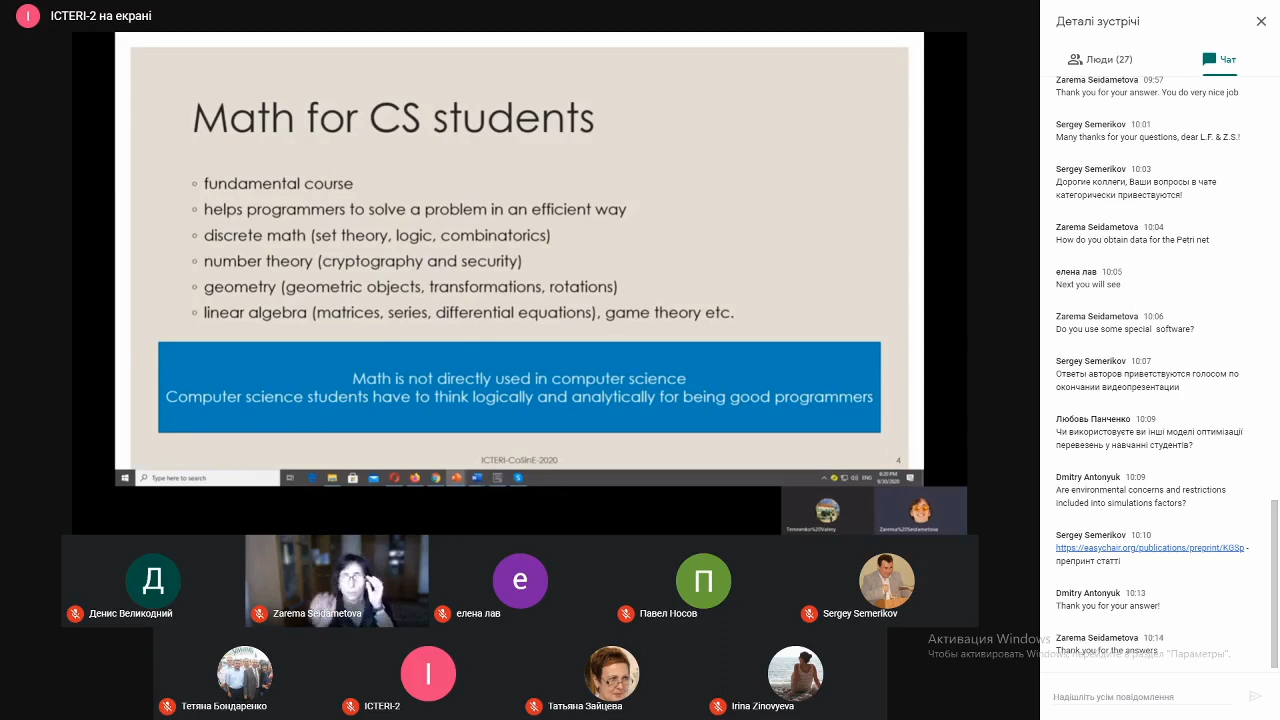 І
ICTERI-2 на екрані
Math for CS students
fundamental course
helps programmers to solve a problem in an efficient way
discrete math (set theory, logic, combinatorics)
number theory (cryptography and security)
geometry (geometric objects, transformations, rotations)
linear algebra (matrices, series, differential equations), game theory etc.
Math is not directly used in computer science
Computer science students have to think logically and analytically for being good programmers
ICTERI-CoSinE-2020
4
Type here to search
ENG
6:20 PM
9/30/2020
Temnenko%20Valery
Zarema%20Seidametova
Д
Денис Великодний
Zarema Seidametova
е
елена лав
П
Павел Носов
Sergey Semerikov
Тетяна Бондаренко
I
ICTERI-2
Татьяна Зайцева
Irina Zinovyeva
Деталі зустрічі
Люди (27)
Чат
Zarema Seidametova 09:57
Thank you for your answer. You do very nice job
Sergey Semerikov 10:01
Many thanks for your questions, dear L.F. & Z.S.!
Sergey Semerikov 10:03
Дорогие коллеги, Ваши вопросы в чате
категорически привествуются!
Zarema Seidametova 10:04
How do you obtain data for the Petri net
елена лав 10:05
Next you will see
Zarema Seidametova 10:06
Do you use some special software?
Sergey Semerikov 10:07
Ответы авторов приветствуются голосом по
окончании видеопрезентации
Любовь Панченко 10:09
Чи використовуєте ви інші моделі оптимізації
перевезень у навчанні студентів?
Dmitry Antonyuk 10:09
Are environmental concerns and restrictions
included into simulations factors?
Sergey Semerikov 10:10
https://easychair.org/publications/preprint/KGSp -
препринт статті
Dmitry Antonyuk 10:13
Thank you for your answer!
Zarema Seidametova 10:14
Thank you for the answers
Активация Windows
Чтобы активировать Windows, перейдите в раздел "Параметры".
Надішліть усім повідомлення